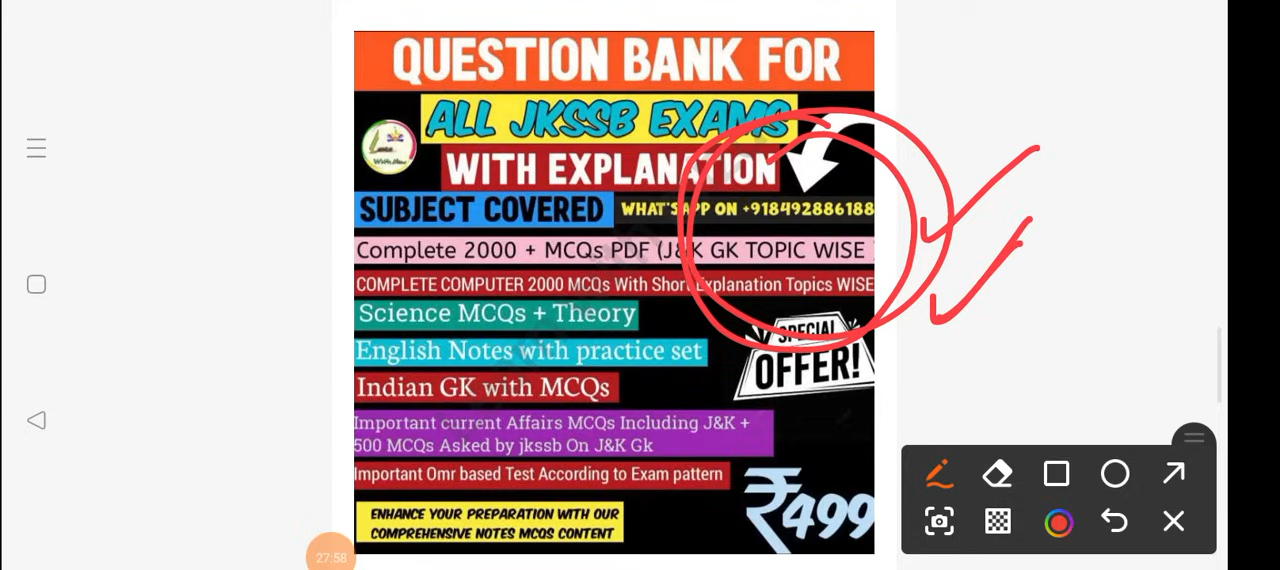 QUESTION BANK FOR
ALL JKSSB EXAMS
WITH EXPLANATION
SUBJECT COVERED
WHAT'SAPP ON +918492886188
Complete 2000 + MCQs PDF (J&K GK TOPIC WISE
COMPLETE COMPUTER 2000 MCQs With Short Explanation Topics WISE
Science MCQs + Theory
English Notes with practice set
SPECIAL
OFFER!
Indian GK with MCQs
Important current Affairs MCQs Including J&K +
500 MCQs Asked by jkssb On J&K Gk
Important Omr based Test According to Exam pattern
₹499
ENHANCE YOUR PREPARATION WITH OUR
COMPREHENSIVE NOTES MCQS CONTENT
27:58